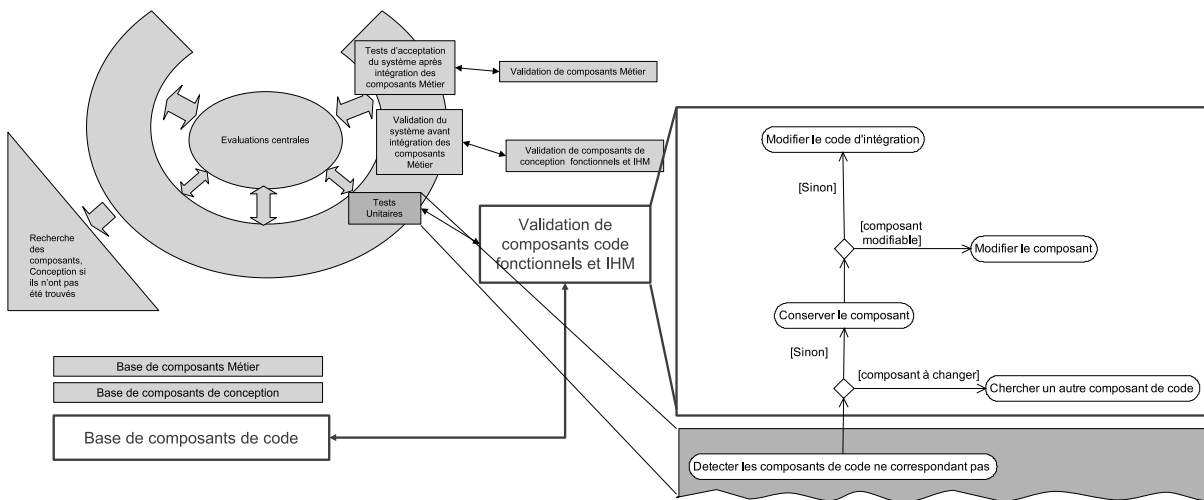 Tests d'acceptation
du système après
intégration des
composants Métier
Validation de composants Métier
Evaluations centrales
Validation du
système avant
intégration des
composants
Métier
Validation de composants de
conception fonctionnels et IHM
Tests
Unitaires
Validation de
composants code
fonctionnels et IHM
Recherche
des
composants,
Conception si
ils n'ont pas
été trouvés
Base de composants Métier
Base de composants de conception
Base de composants de code
Modifier le code d'intégration
[Sinon]
[composant
modifiable]
Modifier le composant
Conserver le composant
[Sinon]
[composant à changer]
Chercher un autre composant de code
Detecter les composants de code ne correspondant pas